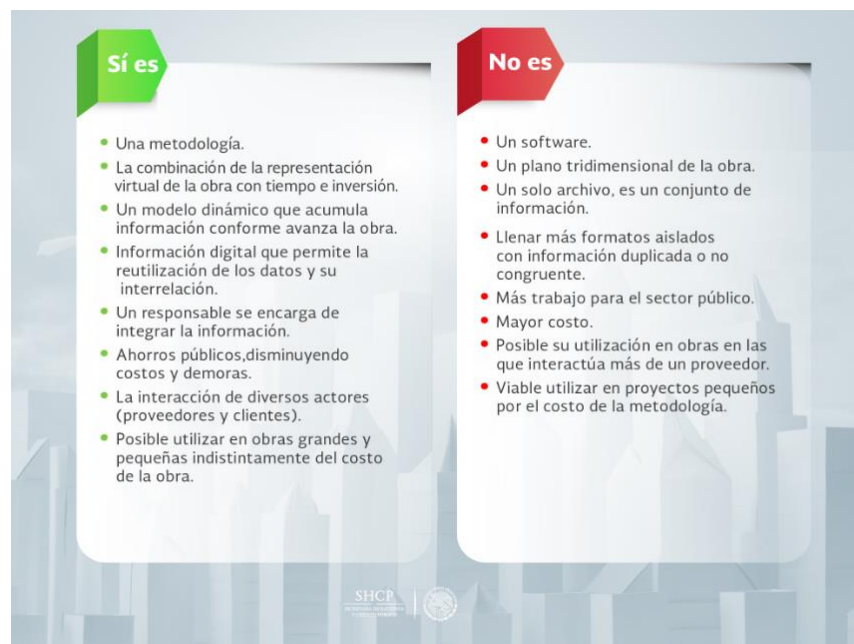 Sí es
• Una metodología.
• La combinación de la representación
virtual de la obra con tiempo e inversión.
• Un modelo dinámico que acumula
información conforme avanza la obra.
• Información digital que permite la
reutilización de los datos y su
interrelación.
• Un responsable se encarga de
integrar la información.
• Ahorros públicos,disminuyendo
costos y demoras.
• La interacción de diversos actores
(proveedores y clientes).
• Posible utilizar en obras grandes y
pequeñas indistintamente del costo
de la obra.
No es
• Un software.
• Un plano tridimensional de la obra.
• Un solo archivo, es un conjunto de
información.
• Llenar más formatos aislados
con información duplicada o no
congruente.
• Más trabajo para el sector público.
• Mayor costo.
• Posible su utilización en obras en las
que interactúa más de un proveedor.
• Viable utilizar en proyectos pequeños
por el costo de la metodología.
SHCP